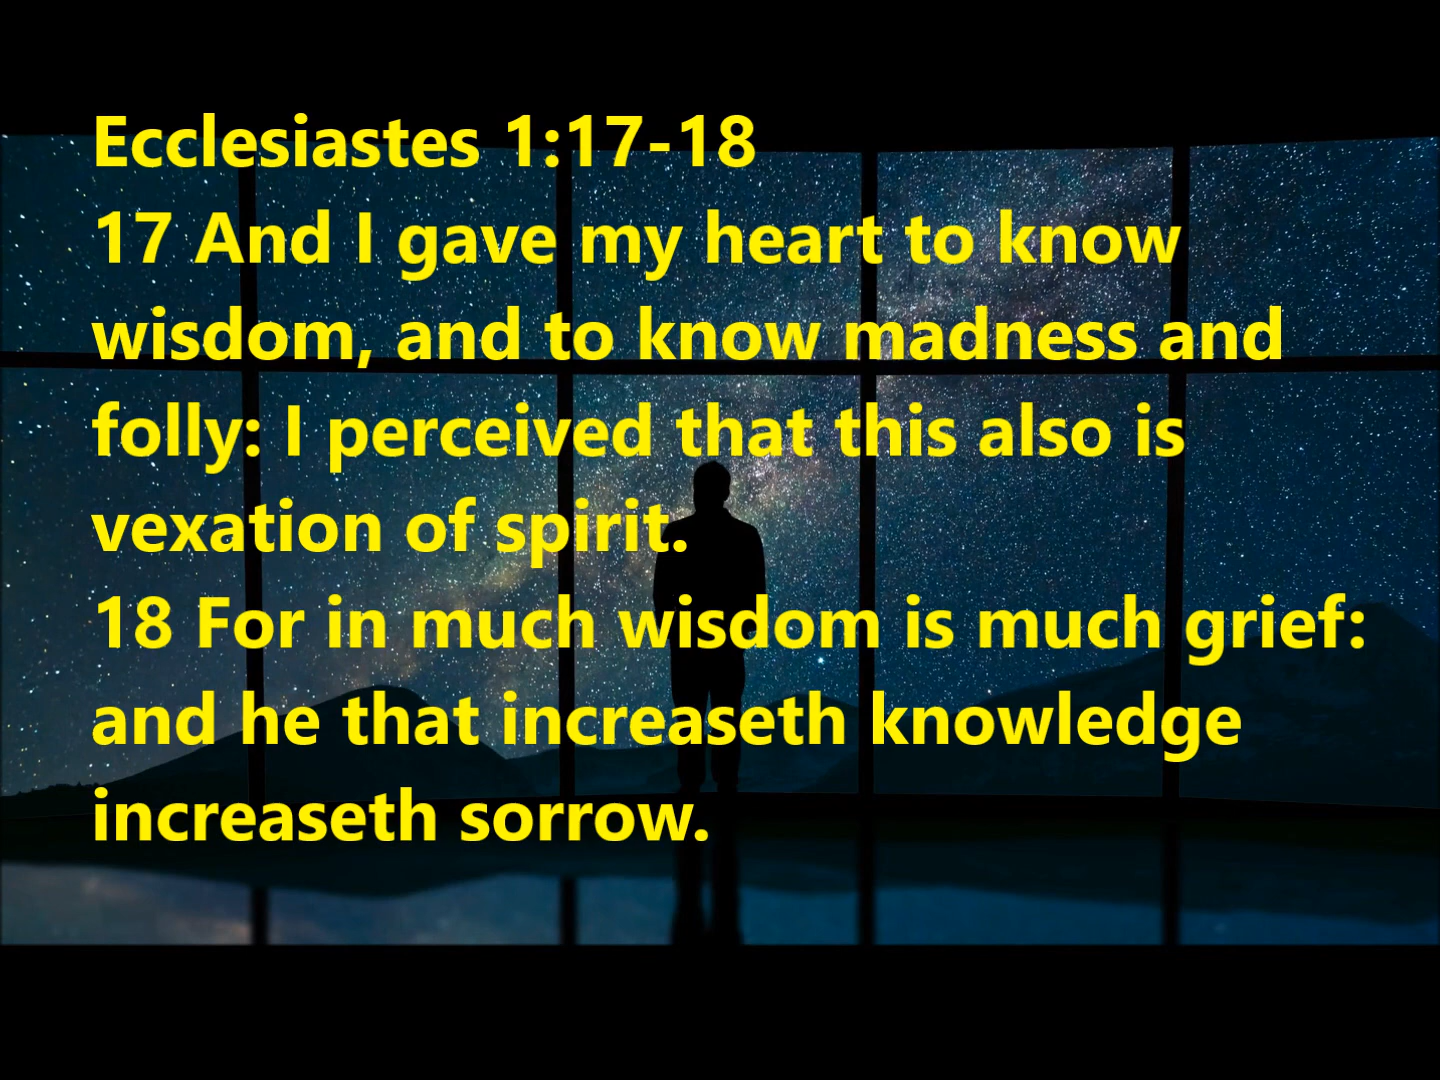 Ecclesiastes 1:17-18
17 And I gave my heart to know
wisdom, and to know madness and
folly: I perceived that this also is
vexation of spirit.
18 For in much wisdom is much grief:
and he that increaseth knowledge
increaseth sorrow.